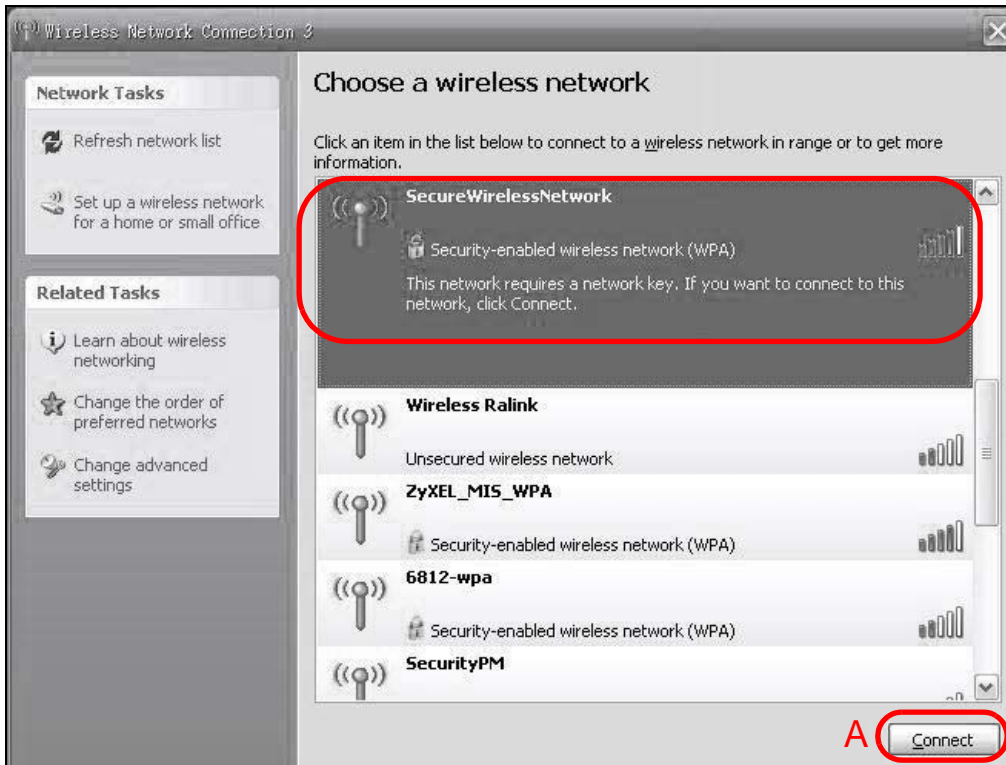 Wireless Network Connection 3
Network Tasks
Refresh network list
Set up a wireless network
for a home or small office
Related Tasks
Learn about wireless
networking
Change the order of
preferred networks
Change advanced
settings
Choose a wireless network
Click an item in the list below to connect to a wireless network in range or to get more
information.
SecureWirelessNetwork
Security-enabled wireless network (WPA)
This network requires a network key. If you want to connect to this
network, click Connect.
Wireless Ralink
Unsecured wireless network
ZyXEL_MIS_WPA
Security-enabled wireless network (WPA)
6812-wpa
Security-enabled wireless network (WPA)
SecurityPM
A
Connect